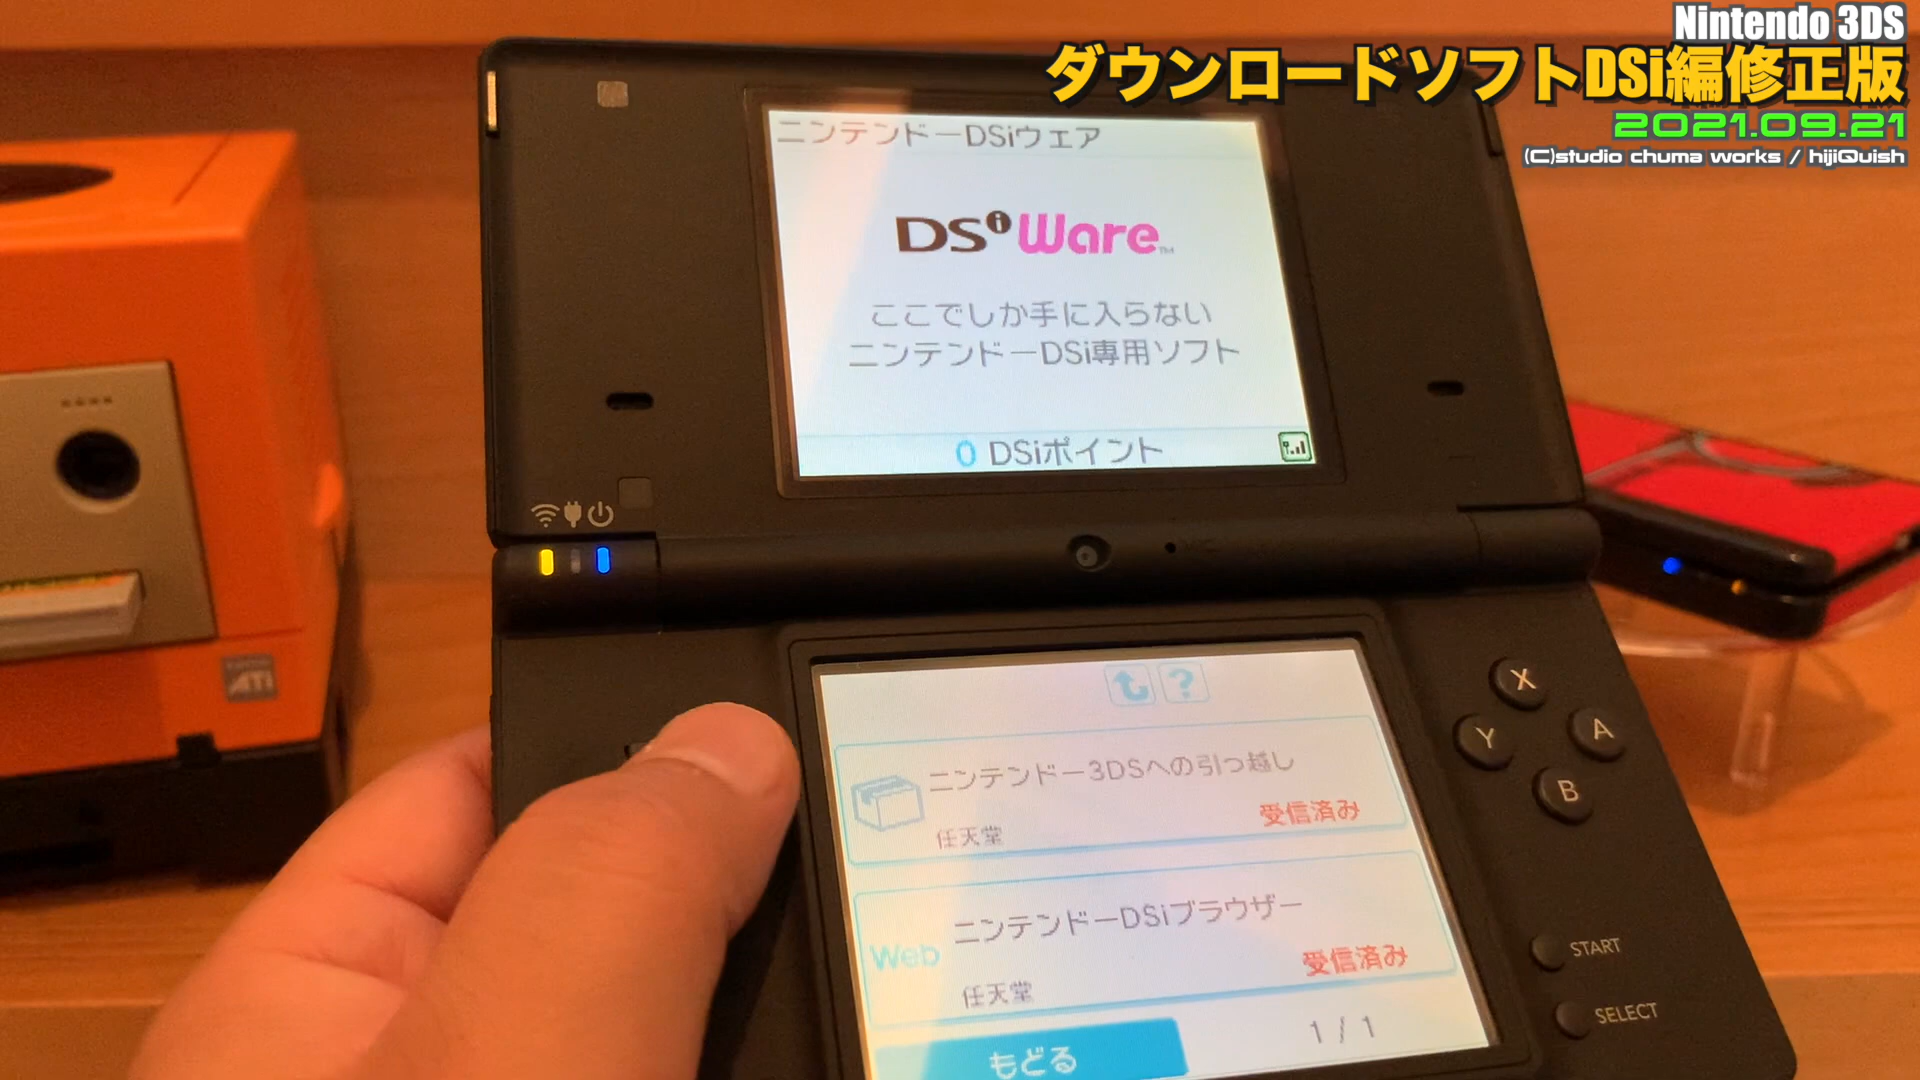 Nintendo 3DS
ダウンロードソフトDSi編修正版
2021.09.21
(C)studio chuma works / hijiQuish
ニンテンドーDSiウェア
DSiWare™
ここでしか手に入らない
ニンテンドーDSi専用ソフト
0 DSiポイント
?
ニンテンドー3DSへの引っ越し
受信済み
任天堂
Web
ニンテンドーDSiブラウザー
受信済み
任天堂
もどる
1 / 1
X
Y
A
B
START
SELECT
ATi